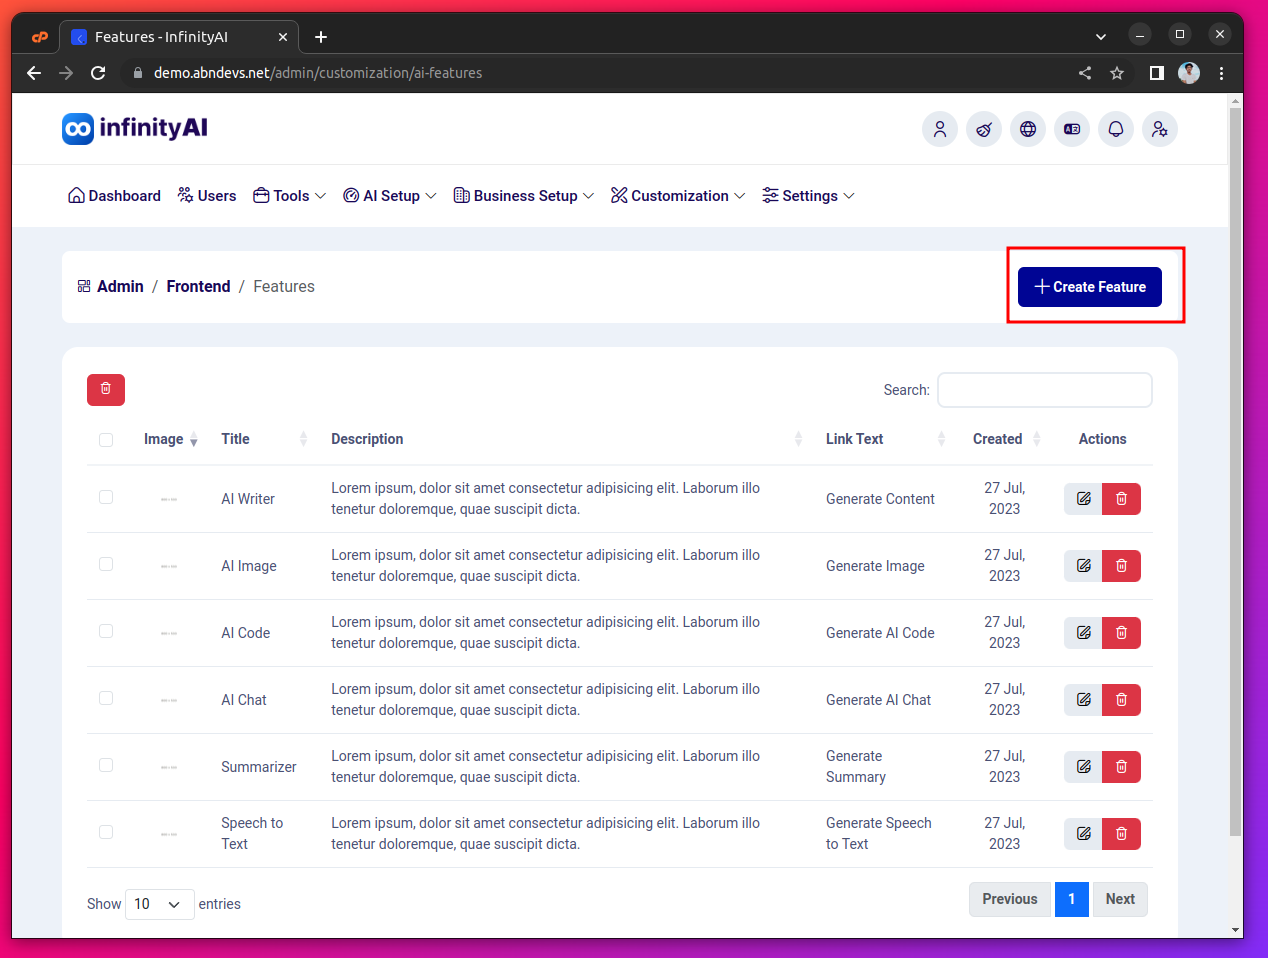 Features - InfinityAI
demo.abndevs.net/admin/customization/ai-features
infinityAI
Dashboard Users Tools AI Setup Business Setup Customization Settings
Admin / Frontend / Features
Create Feature
Search:
Image Title Description Link Text Created Actions
AI Writer
Lorem ipsum, dolor sit amet consectetur adipisicing elit. Laborum illo
tenetur doloremque, quae suscipit dicta.
Generate Content
27 Jul,
2023
AI Image
Lorem ipsum, dolor sit amet consectetur adipisicing elit. Laborum illo
tenetur doloremque, quae suscipit dicta.
Generate Image
27 Jul,
2023
AI Code
Lorem ipsum, dolor sit amet consectetur adipisicing elit. Laborum illo
tenetur doloremque, quae suscipit dicta.
Generate AI Code
27 Jul,
2023
AI Chat
Lorem ipsum, dolor sit amet consectetur adipisicing elit. Laborum illo
tenetur doloremque, quae suscipit dicta.
Generate AI Chat
27 Jul,
2023
Summarizer
Lorem ipsum, dolor sit amet consectetur adipisicing elit. Laborum illo
tenetur doloremque, quae suscipit dicta.
Generate
Summary
27 Jul,
2023
Speech to
Text
Lorem ipsum, dolor sit amet consectetur adipisicing elit. Laborum illo
tenetur doloremque, quae suscipit dicta.
Generate Speech
to Text
27 Jul,
2023
Show 10 entries
Previous 1 Next